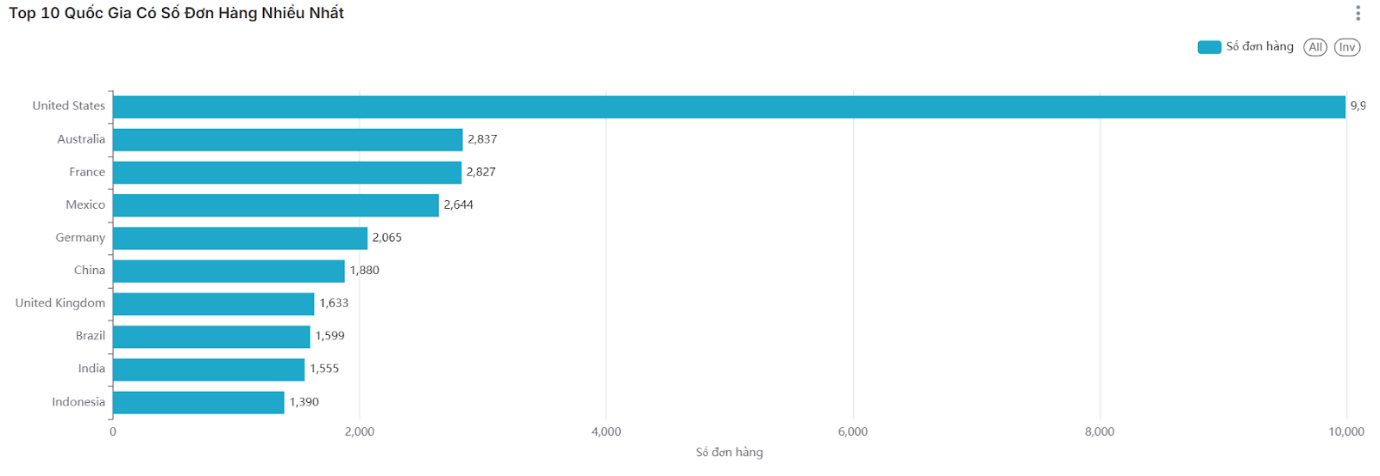 Top 10 Quốc Gia Có Số Đơn Hàng Nhiều Nhất
Số đơn hàng All Inv
United States 9,9
Australia 2,837
France 2,827
Mexico 2,644
Germany 2,065
China 1,880
United Kingdom 1,633
Brazil 1,599
India 1,555
Indonesia 1,390
0 2,000 4,000 6,000 8,000 10,000
Số đơn hàng